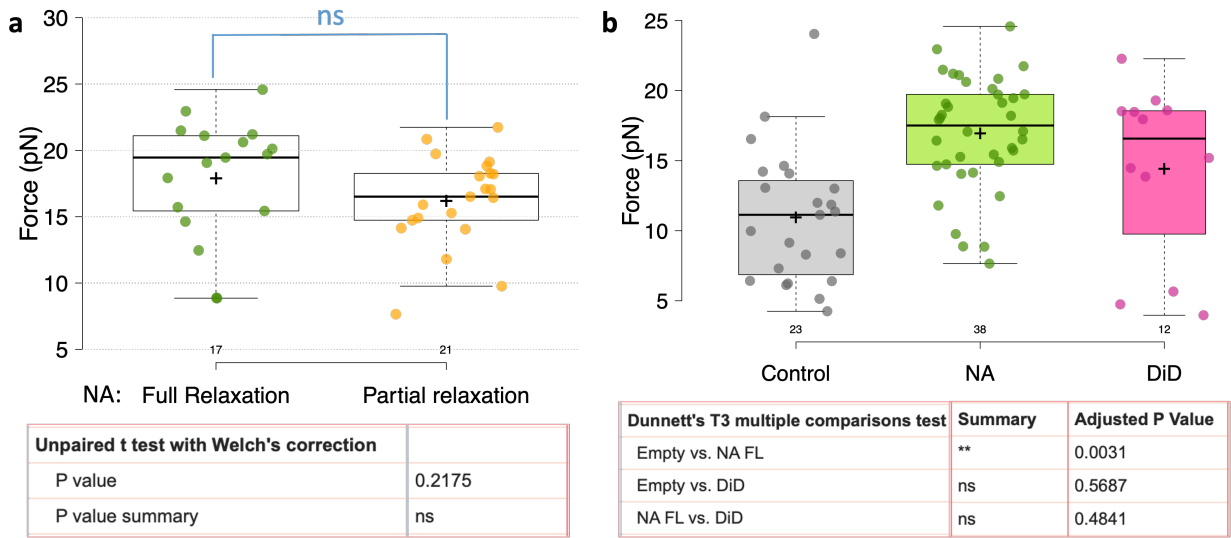 a
ns
30
25
20
15
10
5
Force (pN)
17
21
NA: Full Relaxation Partial relaxation
Unpaired t test with Welch's correction
P value 0.2175
P value summary ns
b
25
20
15
10
5
Force (pN)
23
38
12
Control NA DiD
Dunnett's T3 multiple comparisons test Summary Adjusted P Value
Empty vs. NA FL ** 0.0031
Empty vs. DiD ns 0.5687
NA FL vs. DiD ns 0.4841